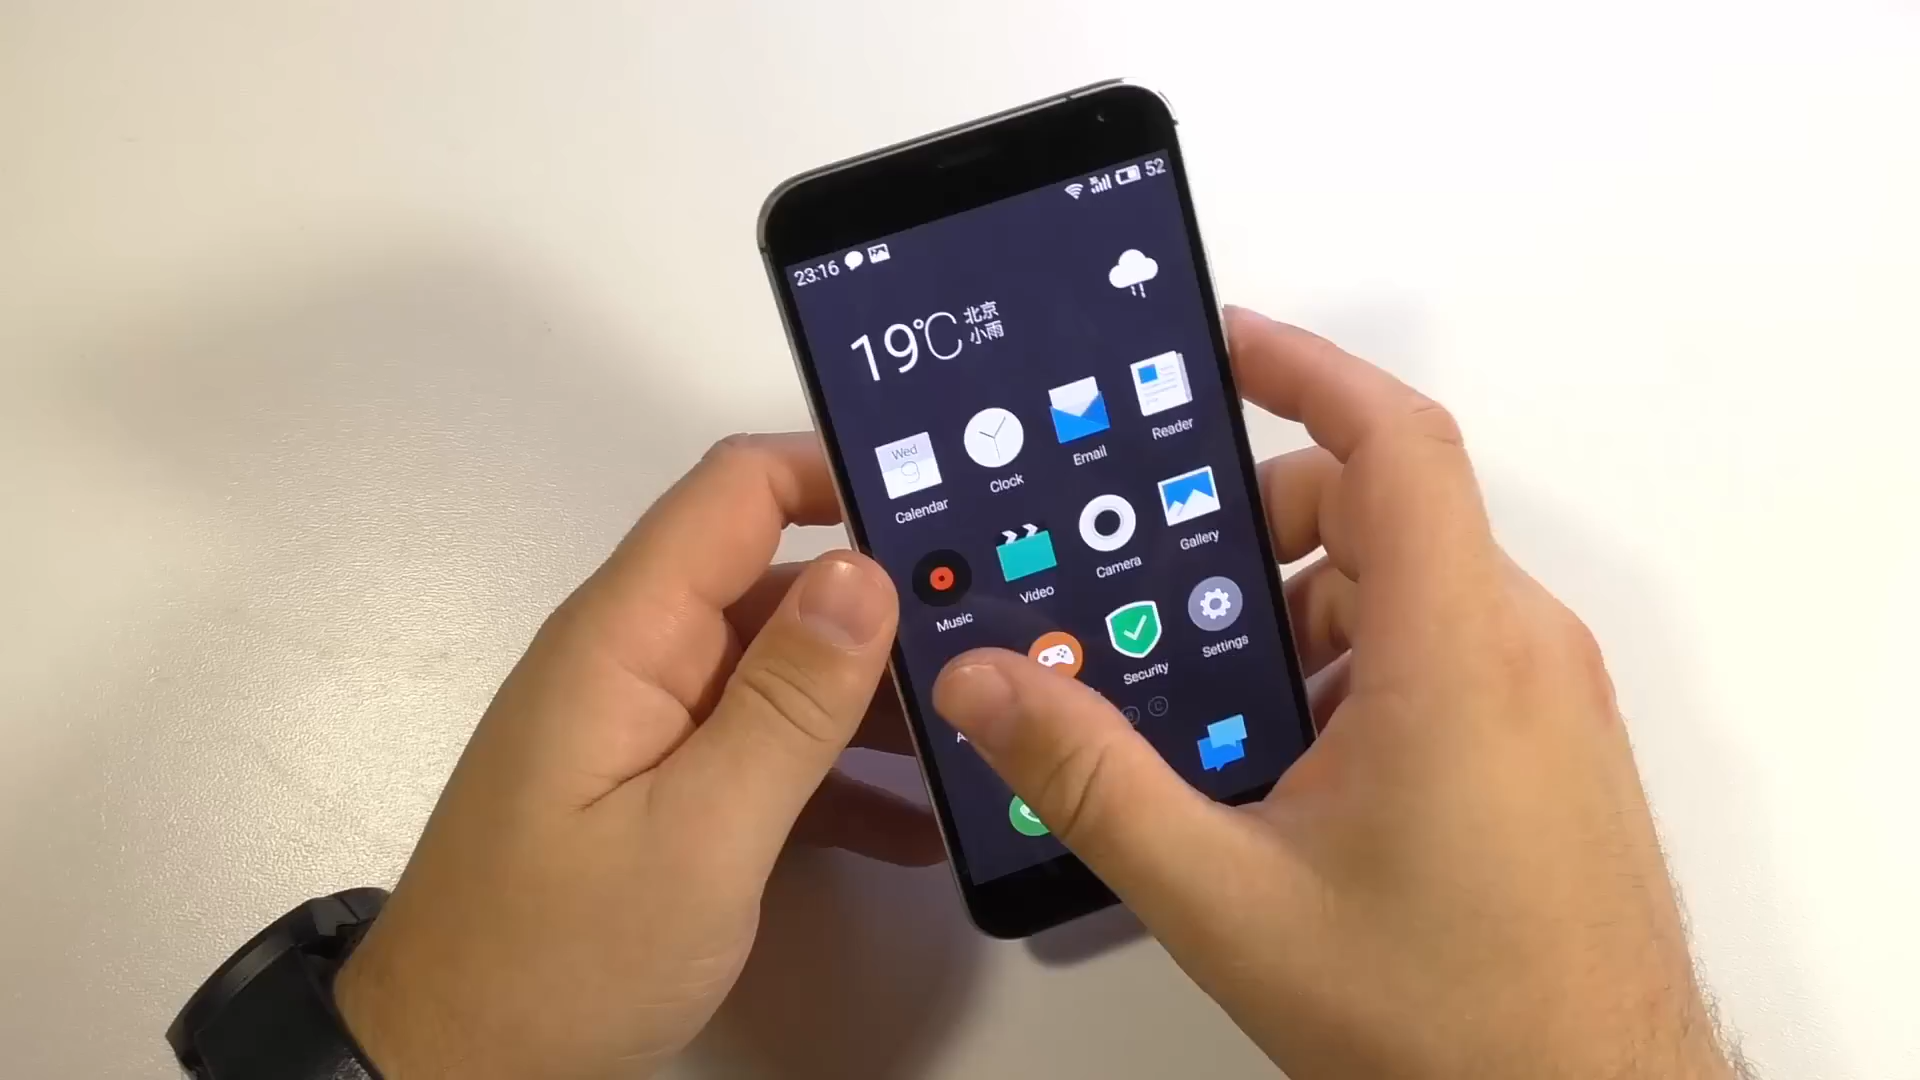 52
23:16
19℃
北京
小雨
Wed
9
Calendar
Clock
Email
Reader
Music
Video
Camera
Gallery
Security
Settings